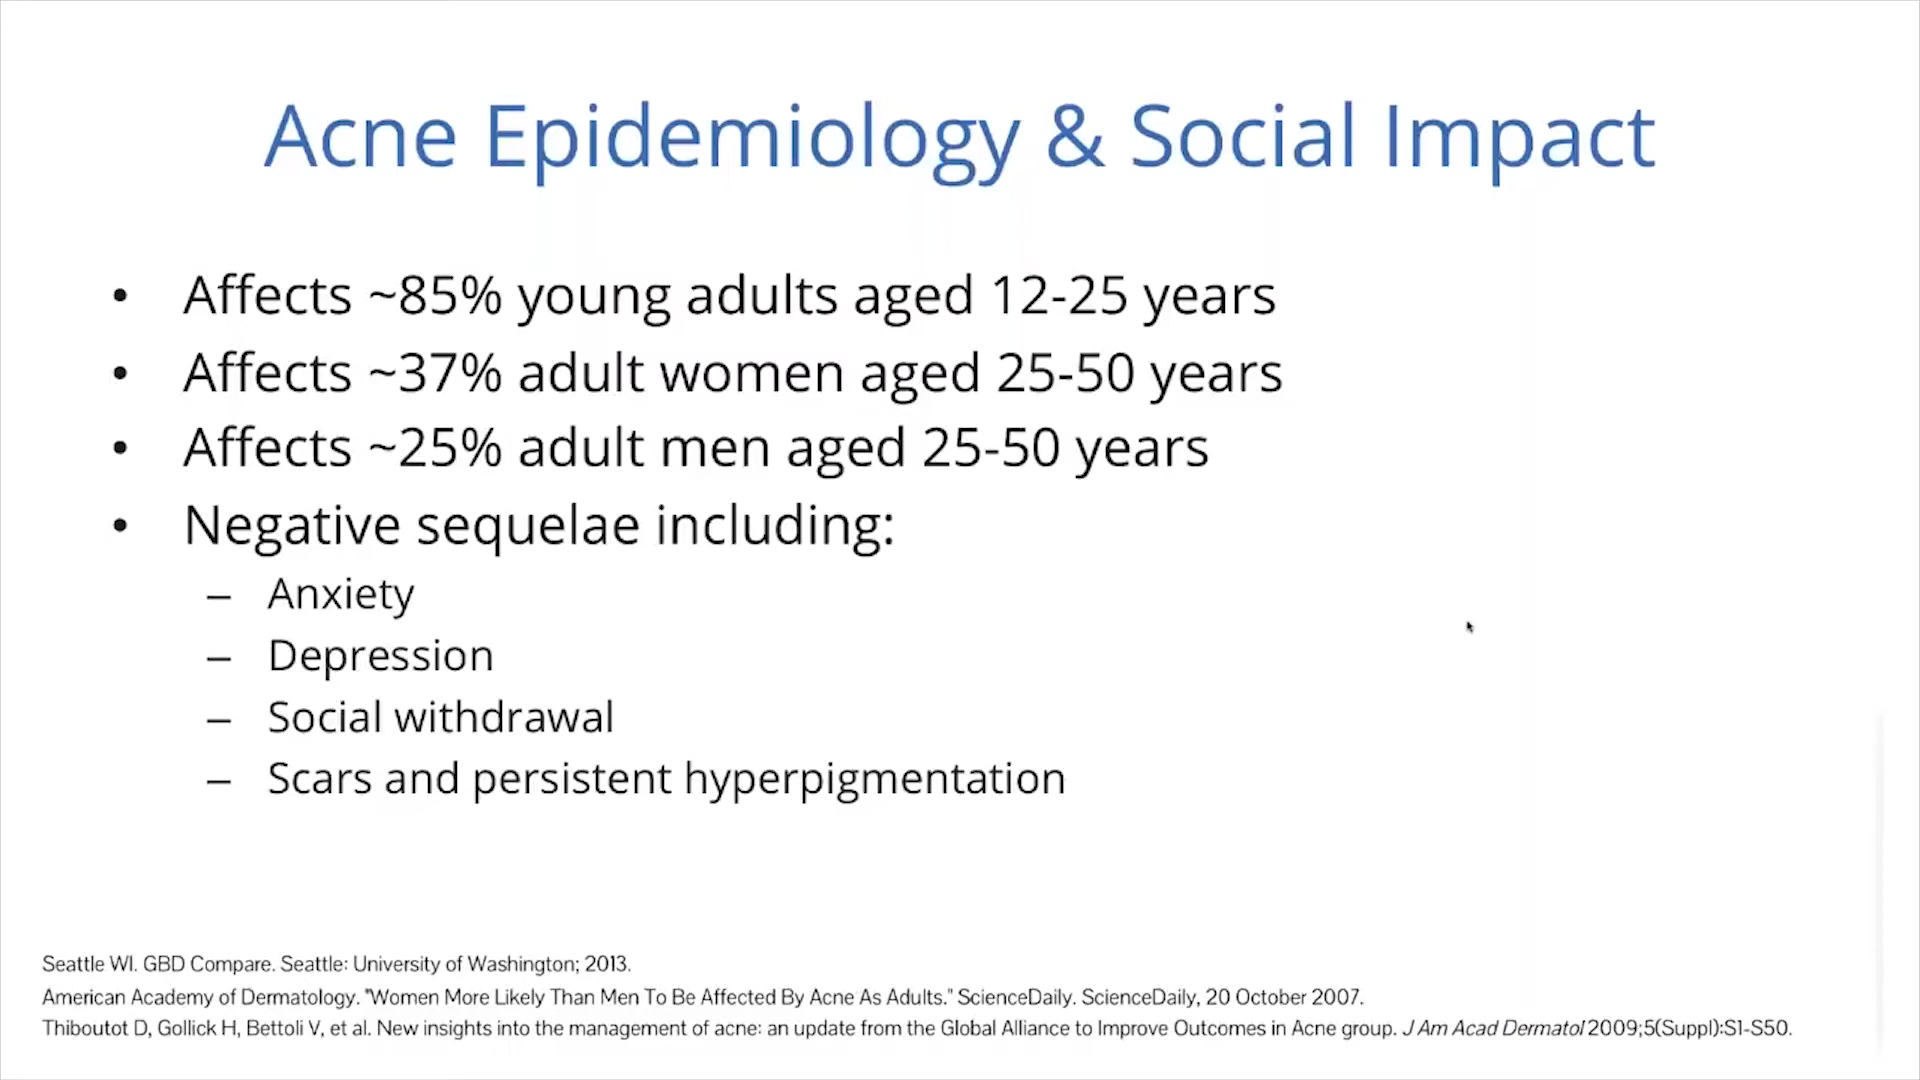 Acne Epidemiology & Social Impact
• Affects ~85% young adults aged 12-25 years
• Affects ~37% adult women aged 25-50 years
• Affects ~25% adult men aged 25-50 years
• Negative sequelae including:
– Anxiety
– Depression
– Social withdrawal
– Scars and persistent hyperpigmentation
Seattle WI. GBD Compare. Seattle: University of Washington; 2013.
American Academy of Dermatology. "Women More Likely Than Men To Be Affected By Acne As Adults." ScienceDaily. ScienceDaily, 20 October 2007.
Thiboutot D, Gollick H, Bettoli V, et al. New insights into the management of acne: an update from the Global Alliance to Improve Outcomes in Acne group. J Am Acad Dermatol 2009;5(Suppl):S1-S50.